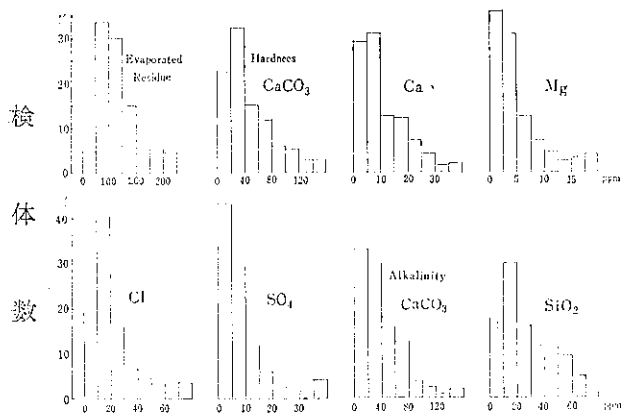 30
20
10
0
Evaporated
Residue
0 100 200
Hardness
CaCO3
0 40 80 120
Ca
0 10 20 30
Mg
0 5 10 15 ppm
検
体
数
40
30
20
10
0
Cl
0 20 40 60
SO4
0 10 20 30
Alkalinity
CaCO3
0 40 80 120
SiO2
0 20 40 60 ppm